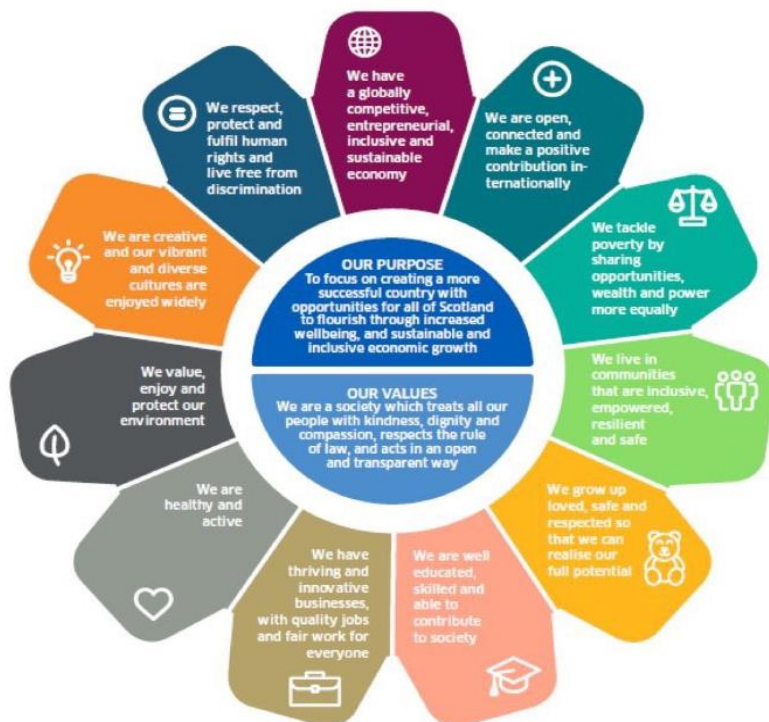 We have
a globally
competitive,
entrepreneurial,
inclusive and
sustainable
economy
We are open,
connected and
make a positive
contribution in-
ternationally
We tackle
poverty by
sharing
opportunities,
wealth and power
more equally
We live in
communities
that are inclusive,
empowered,
resilient
and safe
We grow up
loved, safe and
respected so
that we can
realise our
full potential
We are well
educated,
skilled and
able to
contribute
to society
We have
thriving and
innovative
businesses,
with quality jobs
and fair work for
everyone
We are
healthy and
active
We value,
enjoy and
protect our
environment
We are creative
and our vibrant
and diverse
cultures are
enjoyed widely
We respect,
protect and
fulfil human
rights and
live free from
discrimination
OUR PURPOSE
To focus on creating a more
successful country with
opportunities for all of Scotland
to flourish through increased
wellbeing, and sustainable and
inclusive economic growth
OUR VALUES
We are a society which treats all our
people with kindness, dignity and
compassion, respects the rule
of law, and acts in an open
and transparent way